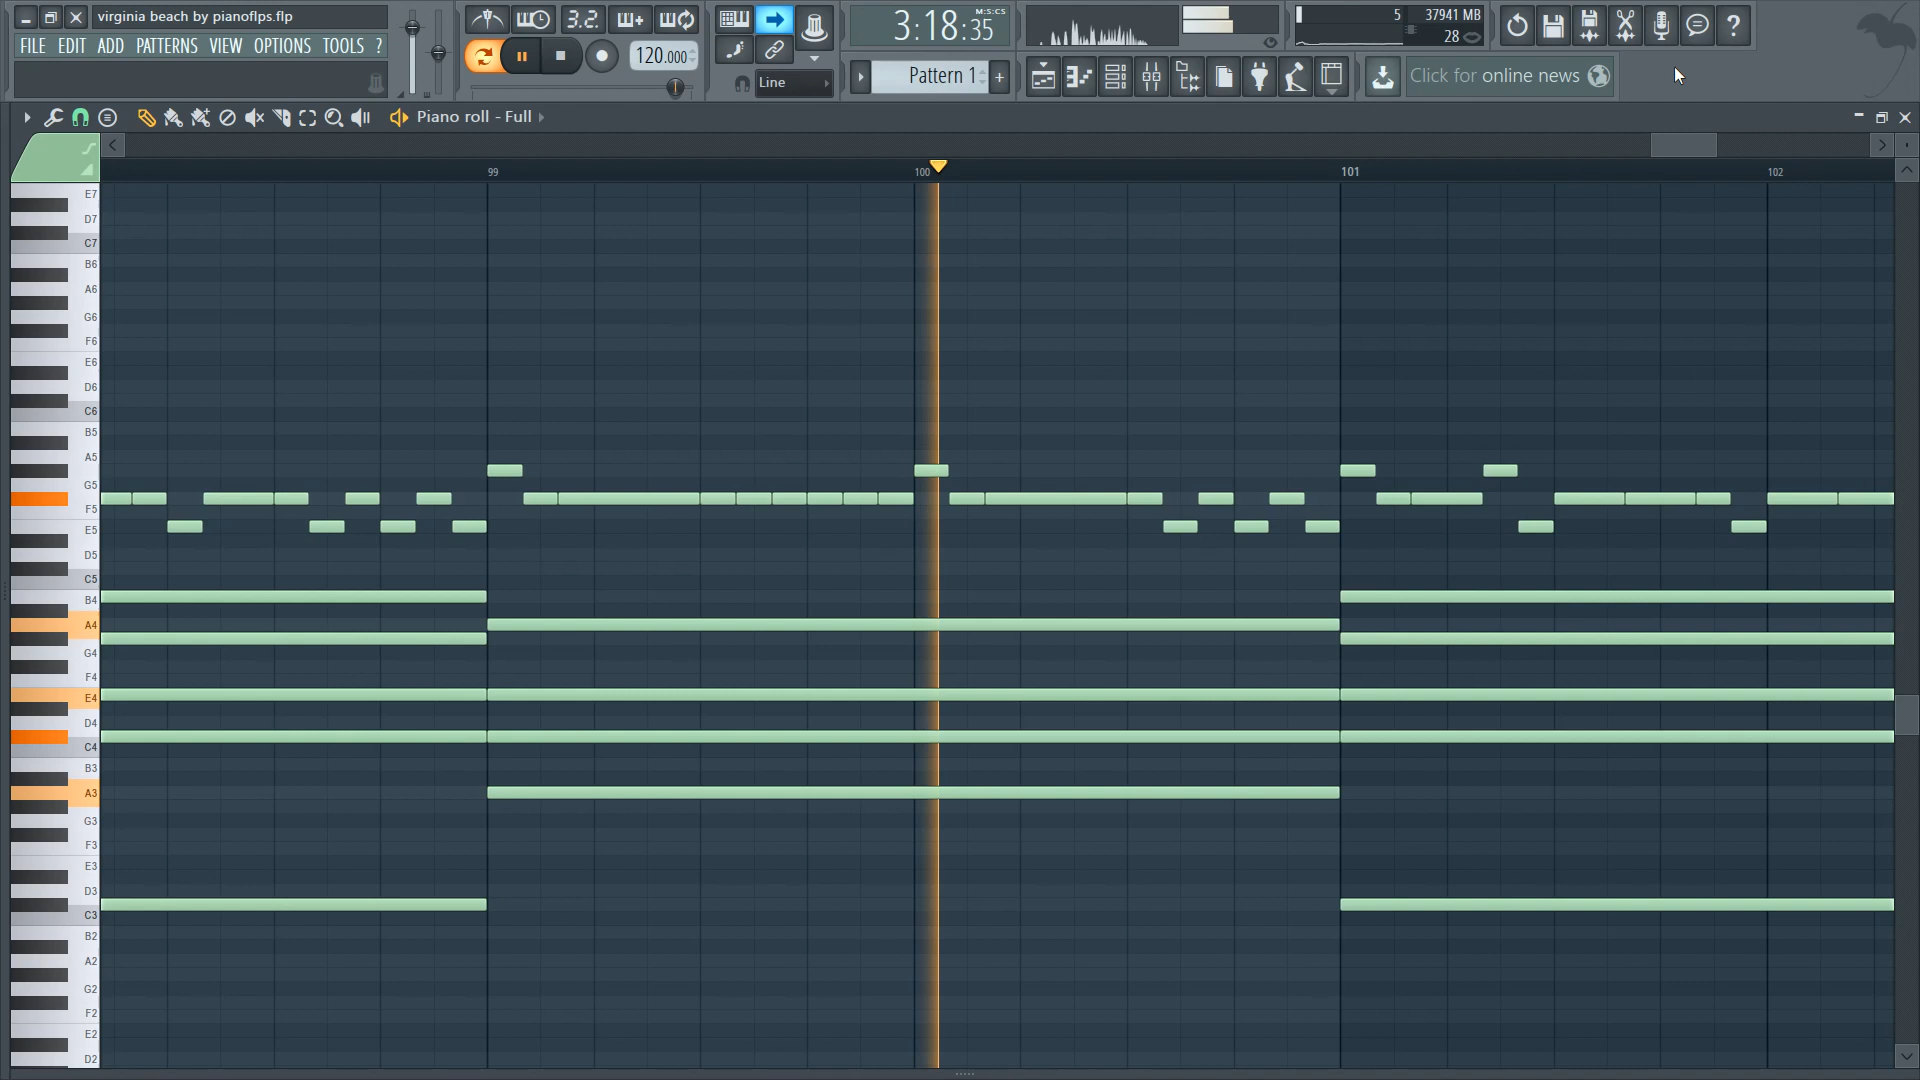 virginia beach by pianoflps.flp
FILE EDIT ADD PATTERNS VIEW OPTIONS TOOLS ?
3.2.
120.000
Line
3:18:35
M:S:CS
Pattern 1
5
37941 MB
28
Click for online news
Piano roll - Full
99
100
101
102
E7
D7
C7
B6
A6
G6
F6
E6
D6
C6
B5
A5
G5
F5
E5
D5
C5
B4
A4
G4
F4
E4
D4
C4
B3
A3
G3
F3
E3
D3
C3
B2
A2
G2
F2
E2
D2